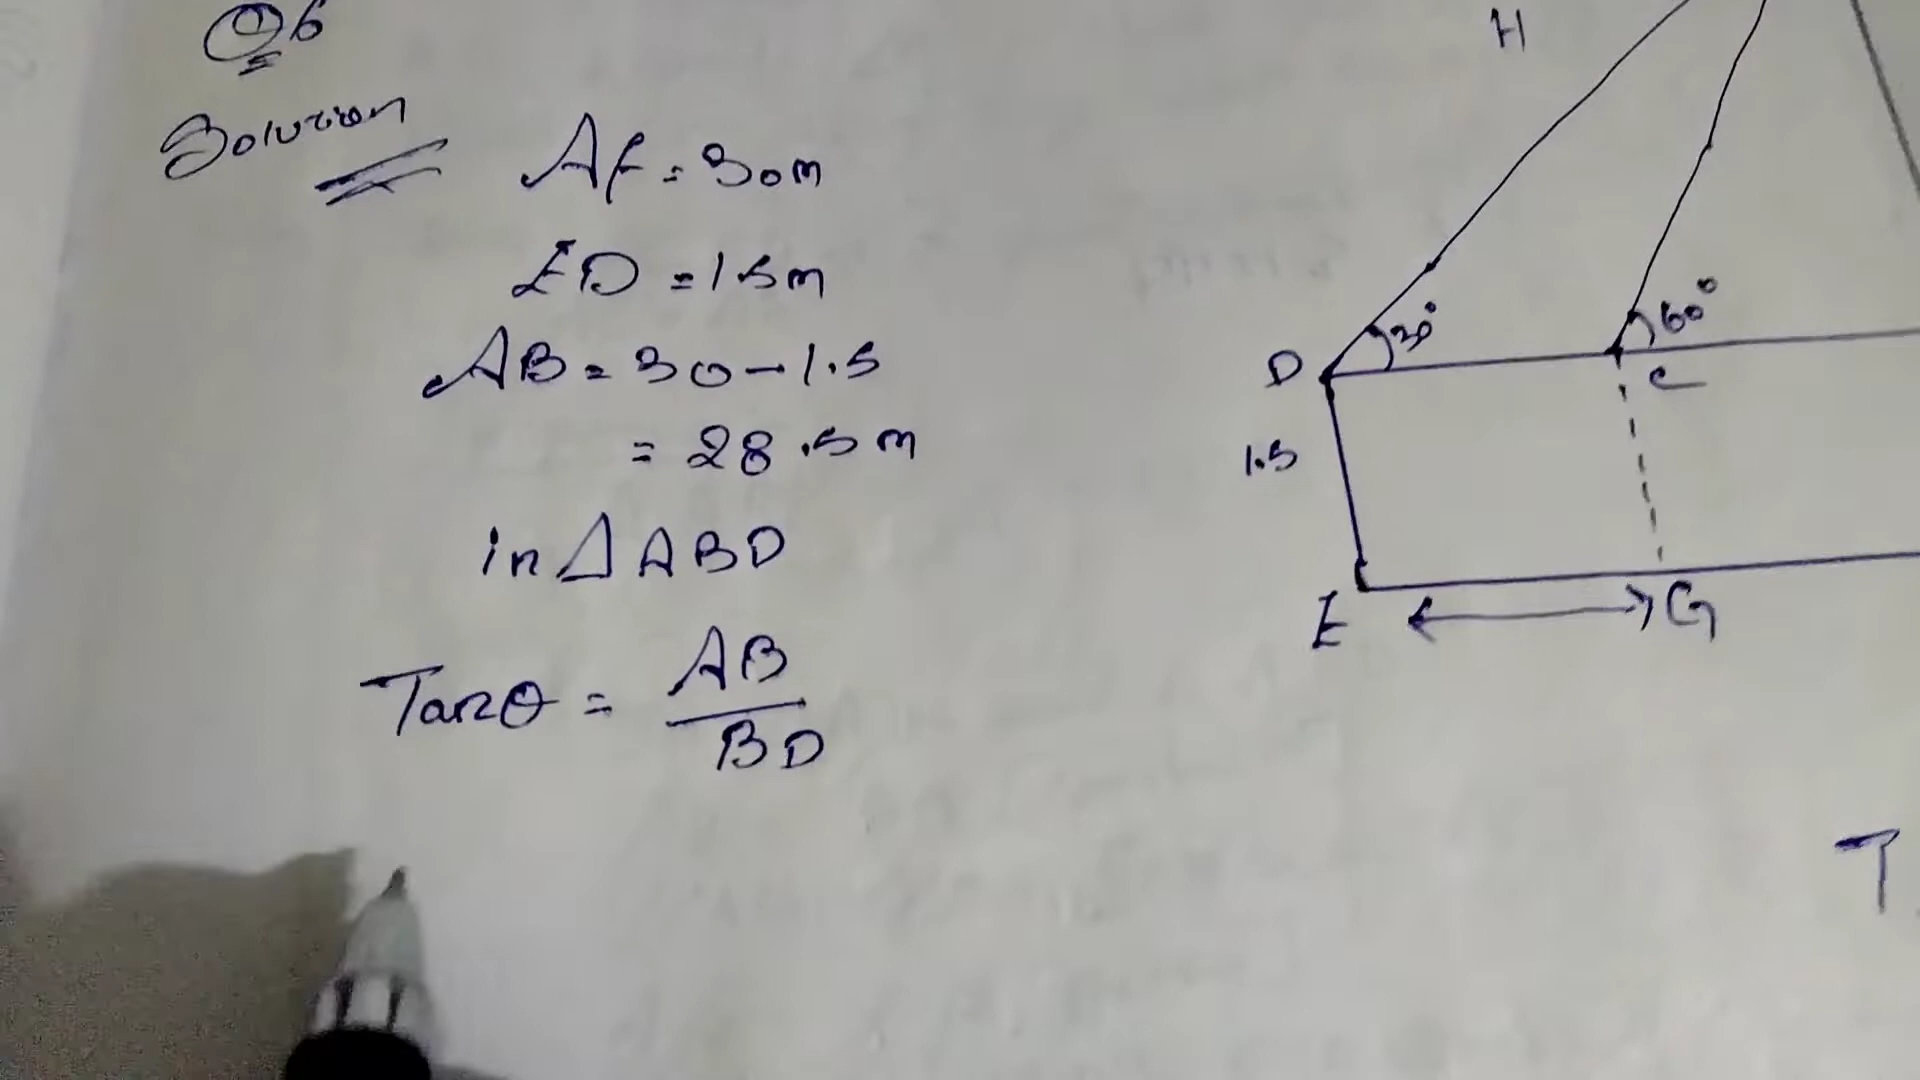 Q6
Solution
AF = 30m
ED = 1.5m
AB = 30 - 1.5
= 28.5 m
in △ ABD
Tanθ = AB / BD
H
30°
60°
D
C
1.5
E
G
T